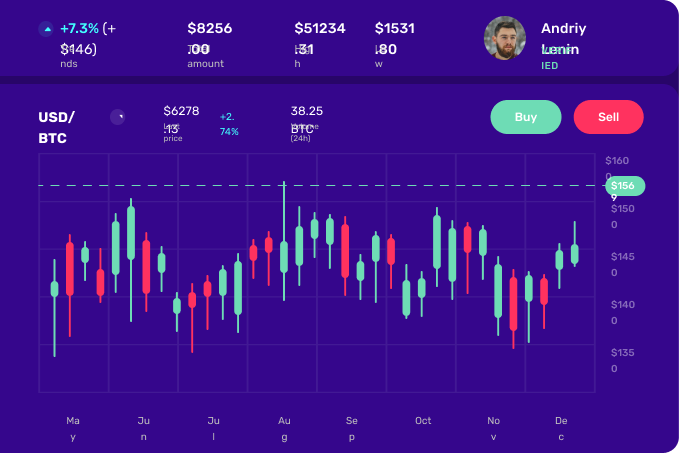 +7.3% (+
$146)
nds
$8256
.00
amount
$51234
.31
h
$1531
.80
w
Andriy
Lenin
IED
USD/
BTC
$6278
.13
Last
price
+2.
74%
38.25
BTC
Volume
(24h)
Buy
Sell
$160
0
$156
9
$150
0
$145
0
$140
0
$135
0
Ma
y
Ju
n
Ju
l
Au
g
Se
p
Oct
No
v
De
c